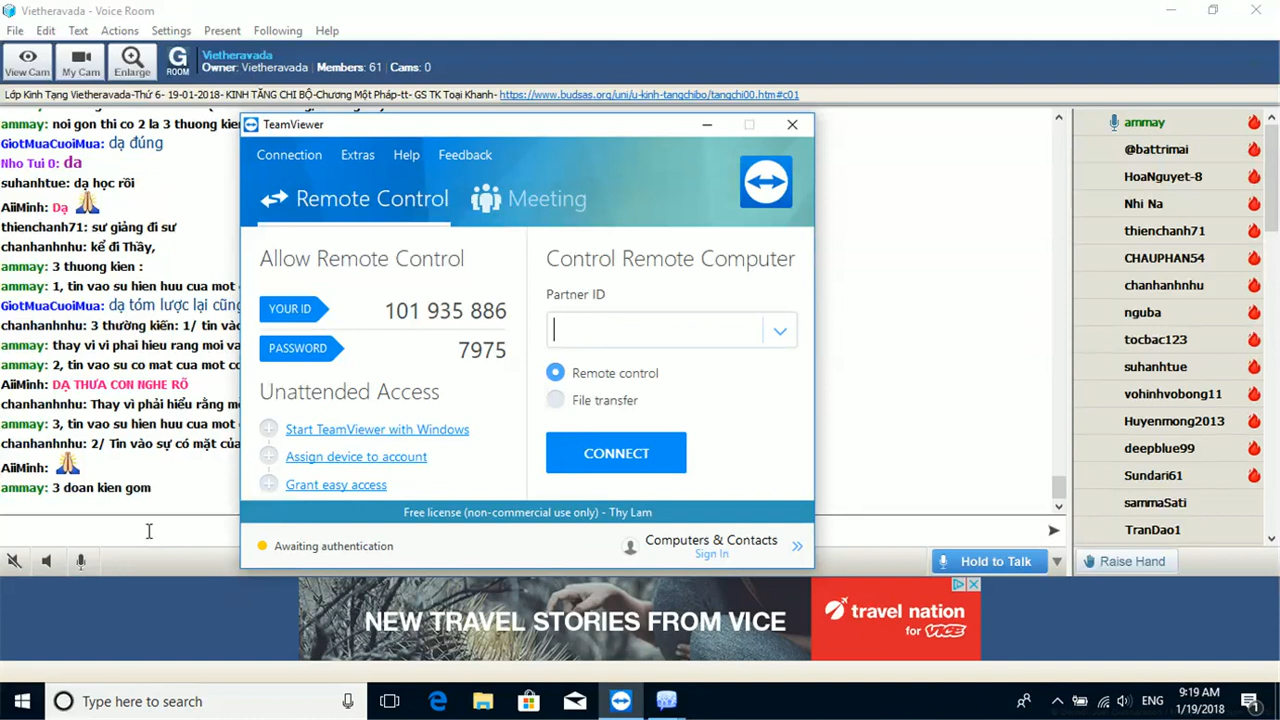 Vietheravada - Voice Room
File Edit Text Actions Settings Present Following Help
View Cam
My Cam
Enlarge
G
ROOM
Vietheravada
Owner: Vietheravada Members: 61 Cams: 0
Lớp Kinh Tạng Vietheravada-Thứ 6- 19-01-2018- KINH TĂNG CHI BỘ-Chương Một Pháp-tt- GS TK Toại Khanh- https://www.budsas.org/uni/u-kinh-tangchibo/tangchi00.htm#c01
ammay: noi gon thi co 2 la 3 thuong kien
GiotMuaCuoiMua: dạ đúng
Nho Tui 0: da
suhanhtue: dạ học rồi
AiiMinh: Dạ
thienchanh71: sư giảng đi sư
chanhanhnhu: kể đi Thầy,
ammay: 3 thuong kien :
ammay: 1, tin vao su hien huu cua mot
GiotMuaCuoiMua: dạ tóm lược lại cũng
chanhanhnhu: 3 thường kiến: 1/ tin vào
ammay: thay vi vi phai hieu rang moi va
ammay: 2, tin vao su co mat cua mot co
AiiMinh: DẠ THƯA CON NGHE RÕ
chanhanhnhu: Thay vì phải hiểu rằng
ammay: 3, tin vao su hien huu cua mot
chanhanhnhu: 2/ Tin vào sự có mặt của
AiiMinh:
ammay: 3 doan kien gom
TeamViewer
Connection Extras Help Feedback
Remote Control Meeting
Allow Remote Control
YOUR ID 101 935 886
PASSWORD 7975
Unattended Access
Start TeamViewer with Windows
Assign device to account
Grant easy access
Control Remote Computer
Partner ID
Remote control
File transfer
CONNECT
Free license (non-commercial use only) - Thy Lam
Awaiting authentication
Computers & Contacts
Sign In
ammay
@battrimai
HoaNguyet-8
Nhi Na
thienchanh71
CHAUPHAN54
chanhanhnhu
nguba
tocbac123
suhanhtue
vohinhvobong11
Huyenmong2013
deepblue99
Sundari61
sammaSati
TranDao1
Hold to Talk
Raise Hand
NEW TRAVEL STORIES FROM VICE
travel nation
for VICE
Type here to search
ENG
9:19 AM
1/19/2018
1